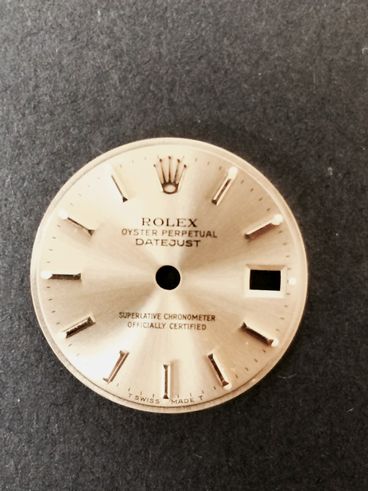 ROLEX
OYSTER PERPETUAL
DATEJUST
SUPERLATIVE CHRONOMETER
OFFICIALLY CERTIFIED
T SWISS MADE T